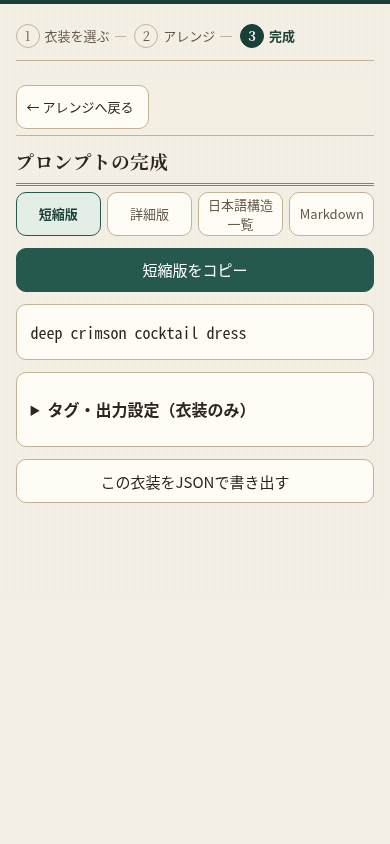 1 衣装を選ぶ — 2 アレンジ — 3 完成
← アレンジへ戻る
プロンプトの完成
短縮版 詳細版 日本語構造一覧 Markdown
短縮版をコピー
deep crimson cocktail dress
▶ タグ・出力設定（衣装のみ）
この衣装をJSONで書き出す